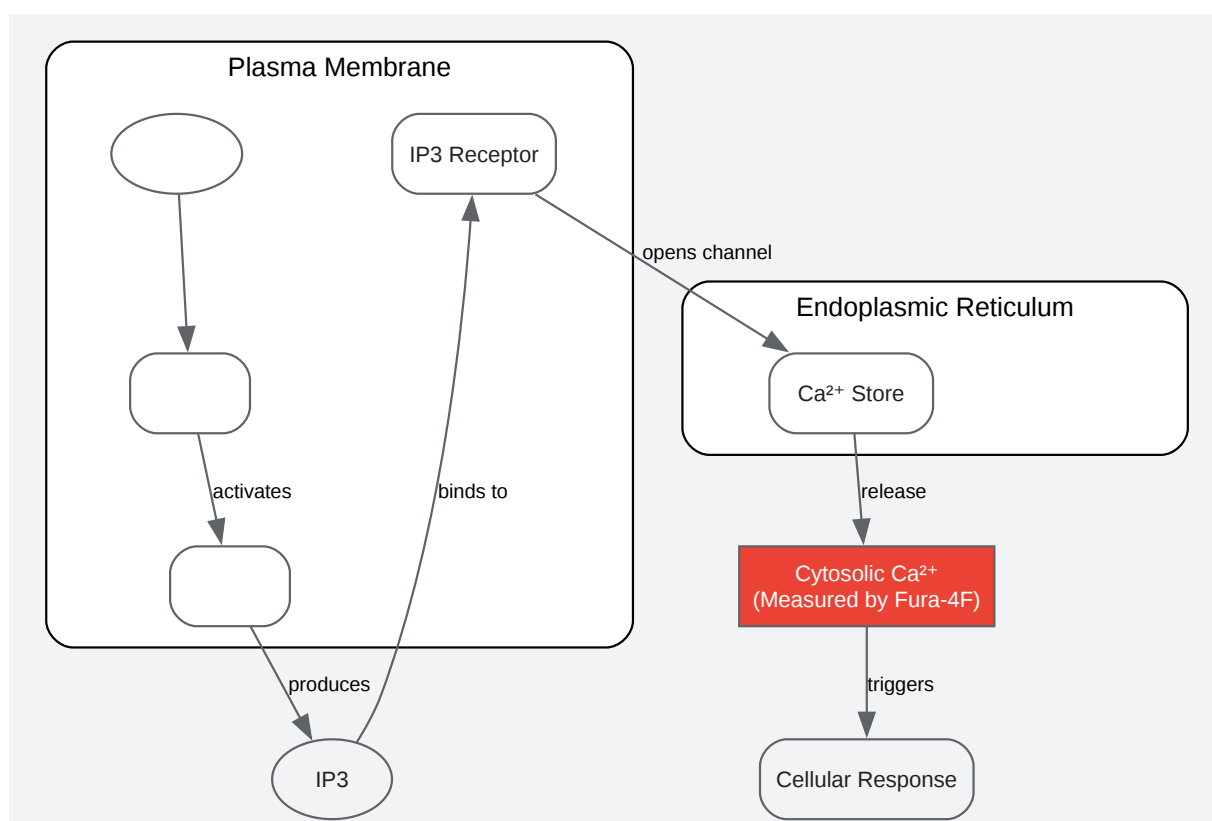 Plasma Membrane
IP3 Receptor
opens channel
Endoplasmic Reticulum
Ca²⁺ Store
activates
binds to
release
Cytosolic Ca²⁺
(Measured by Fura-4F)
produces
triggers
IP3
Cellular Response